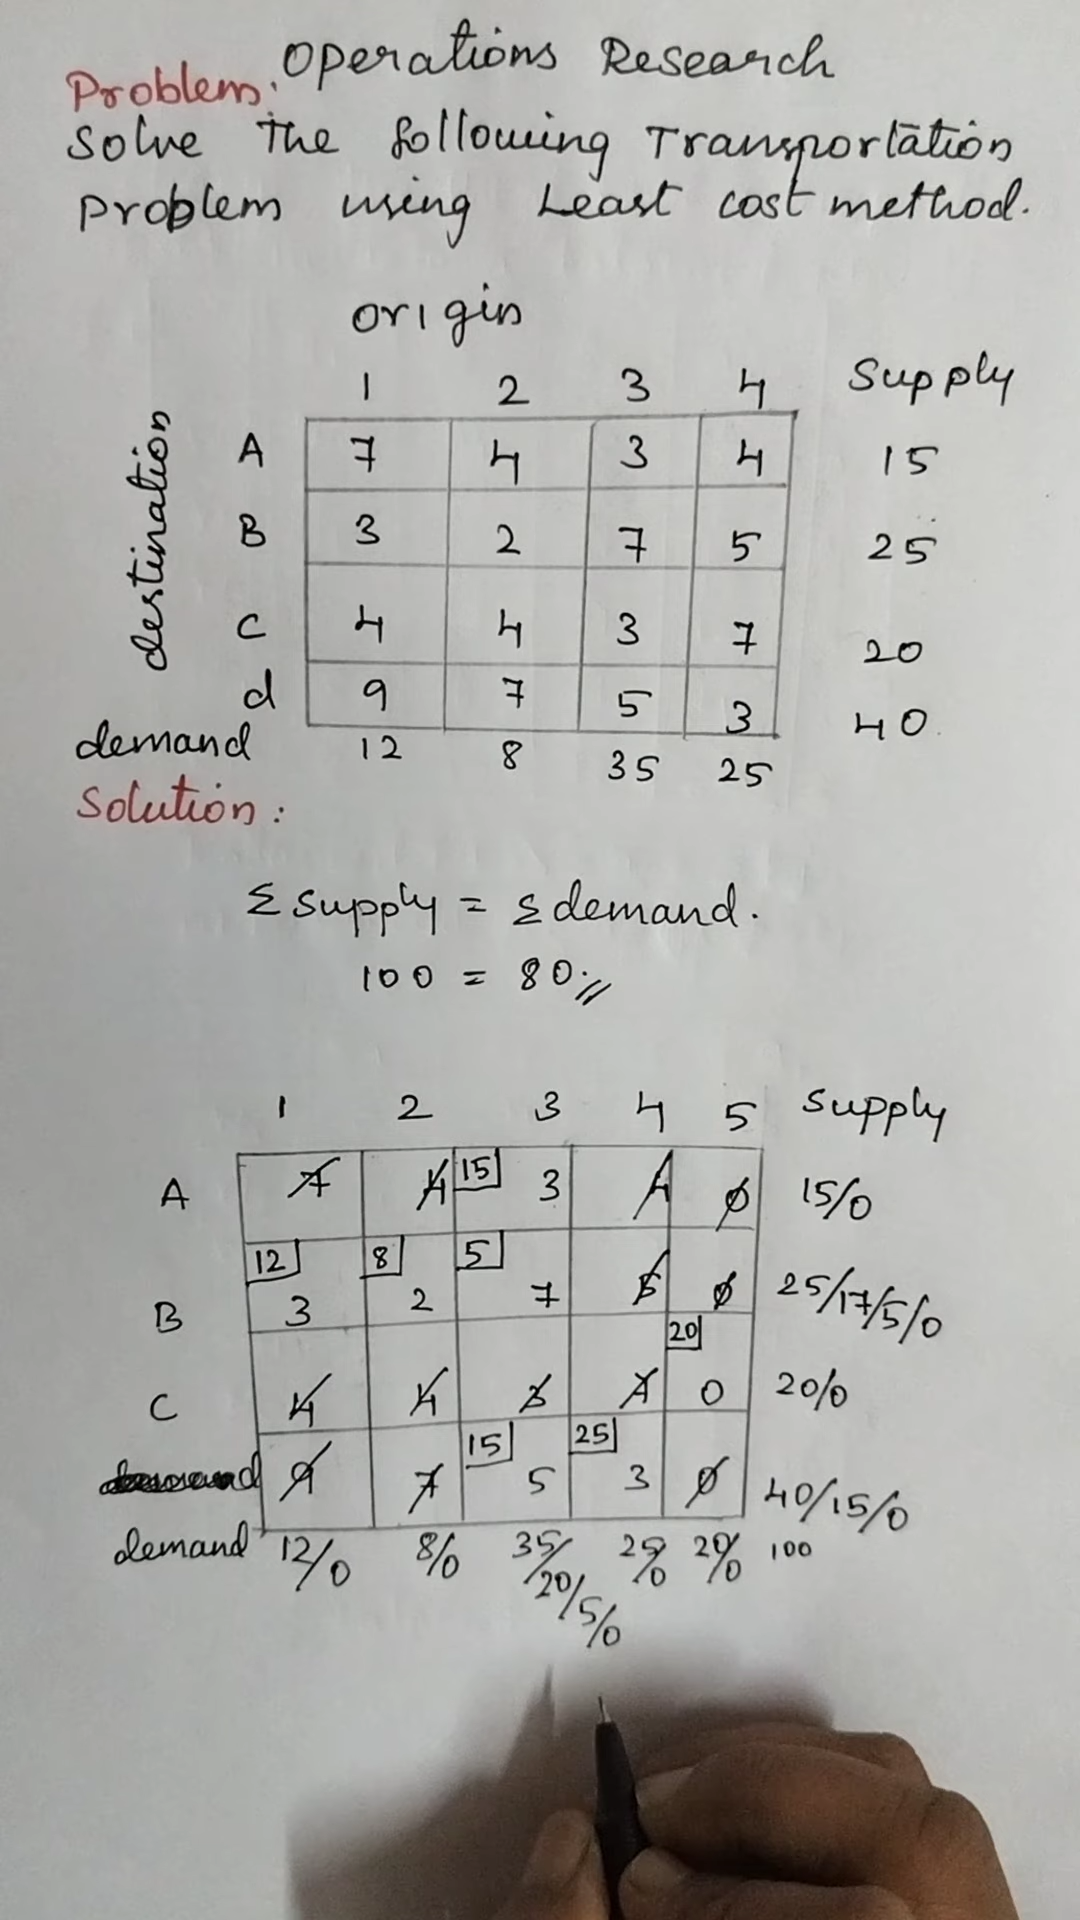 Operations Research
Problem:
Solve the following Transportation
Problem using Least cost method.
origin
1 2 3 4 Supply
destination
A 7 4 3 4 15
B 3 2 7 5 25
C 4 4 3 7 20
d 9 7 5 3 40
demand 12 8 35 25
Solution:
Σ supply = Σ demand.
100 = 80.//
1 2 3 4 5 supply
A 7 4 15 3 4 0 15/0
B 12 3 8 2 5 7 5 0 25/17/5/0
C 4 4 3 7 20 0 20/0
d 9 7 15 5 25 3 0 40/15/0
demand 12/0 8/0 35/20/5/0 25/0 20/0 100